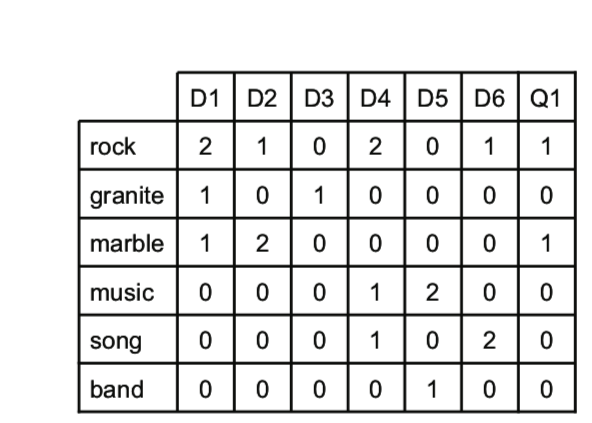 D1 D2 D3 D4 D5 D6 Q1
rock 2 1 0 2 0 1 1
granite 1 0 1 0 0 0 0
marble 1 2 0 0 0 0 1
music 0 0 0 1 2 0 0
song 0 0 0 1 0 2 0
band 0 0 0 0 1 0 0